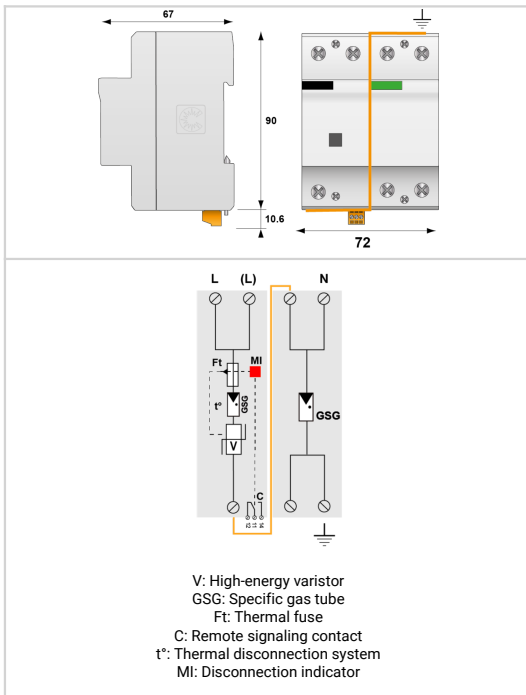 67
90
10.6
72
L (L) N
Ft MI
t° GSG GSG
V
C
12 11 14
V: High-energy varistor
GSG: Specific gas tube
Ft: Thermal fuse
C: Remote signaling contact
t°: Thermal disconnection system
MI: Disconnection indicator